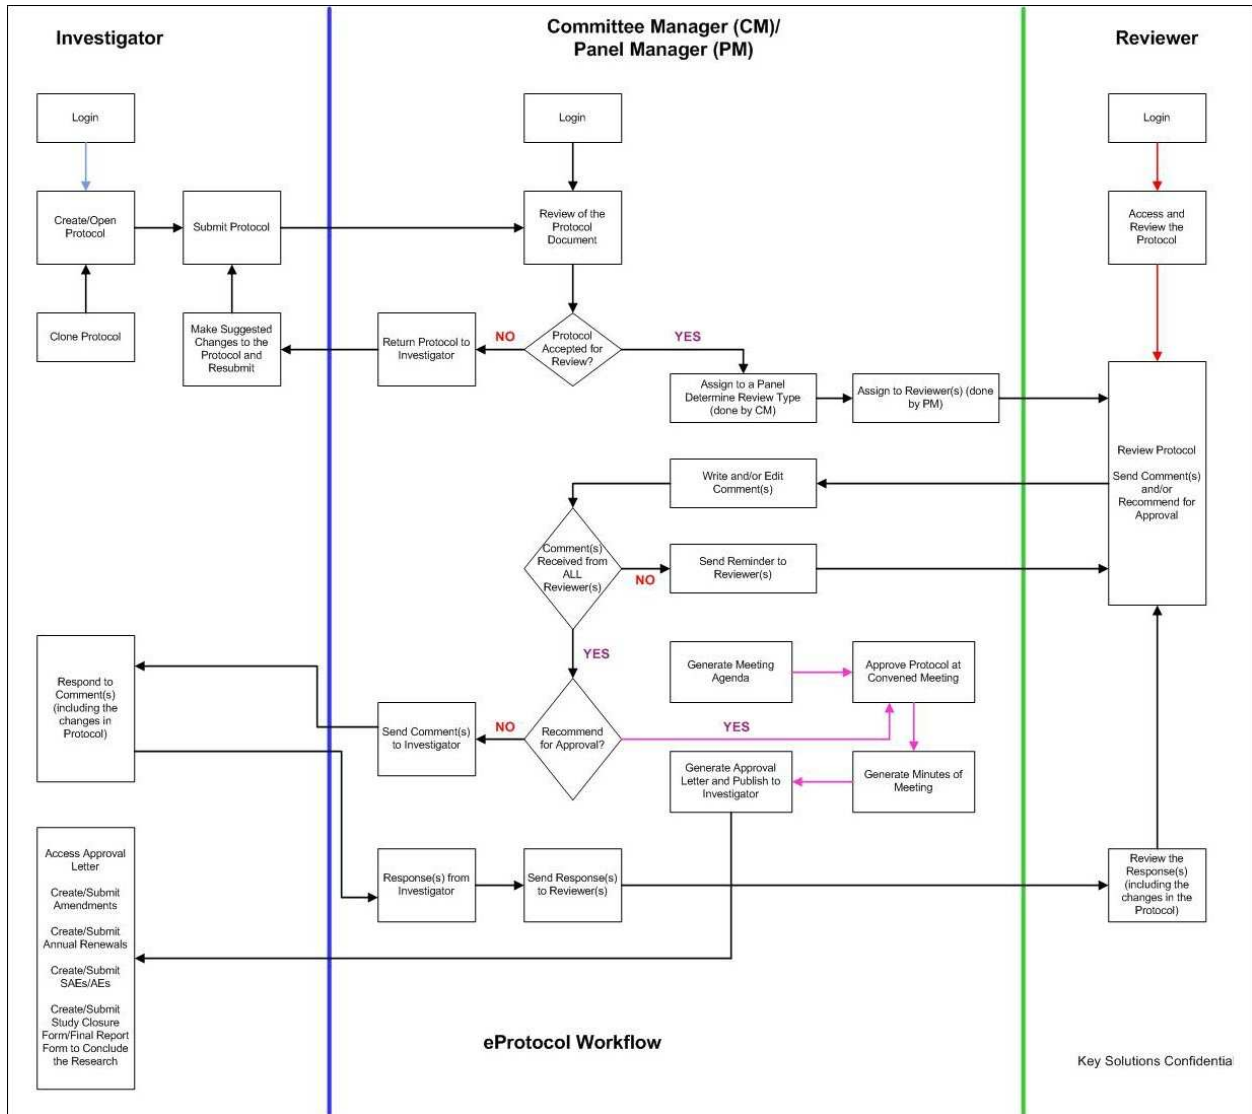 Investigator
Committee Manager (CM)/
Panel Manager (PM)
Reviewer
Login
Login
Login
Create/Open
Protocol
Submit Protocol
Review of the
Protocol
Document
Access and
Review the
Protocol
Clone Protocol
Make Suggested
Changes to the
Protocol and
Resubmit
Return Protocol to
Investigator
NO
Protocol
Accepted for
Review?
YES
Assign to a Panel
Determine Review Type
(done by CM)
Assign to Reviewer(s) (done
by PM)
Review Protocol
Send Comment(s)
and/or
Recommend for
Approval
Write and/or Edit
Comment(s)
Comment(s)
Received from
ALL
Reviewer(s)
NO
Send Reminder to
Reviewer(s)
YES
Respond to
Comment(s)
(including the
changes in
Protocol)
Generate Meeting
Agenda
Approve Protocol at
Convened Meeting
Send Comment(s)
to Investigator
NO
Recommend
for Approval?
YES
Generate Approval
Letter and Publish to
Investigator
Generate Minutes of
Meeting
Access Approval
Letter
Create/Submit
Amendments
Create/Submit
Annual Renewals
Create/Submit
SAEs/AEs
Create/Submit
Study Closure
Form/Final Report
Form to Conclude
the Research
Response(s) from
Investigator
Send Response(s)
to Reviewer(s)
Review the
Response(s)
(including the
changes in the
Protocol)
eProtocol Workflow
Key Solutions Confidential